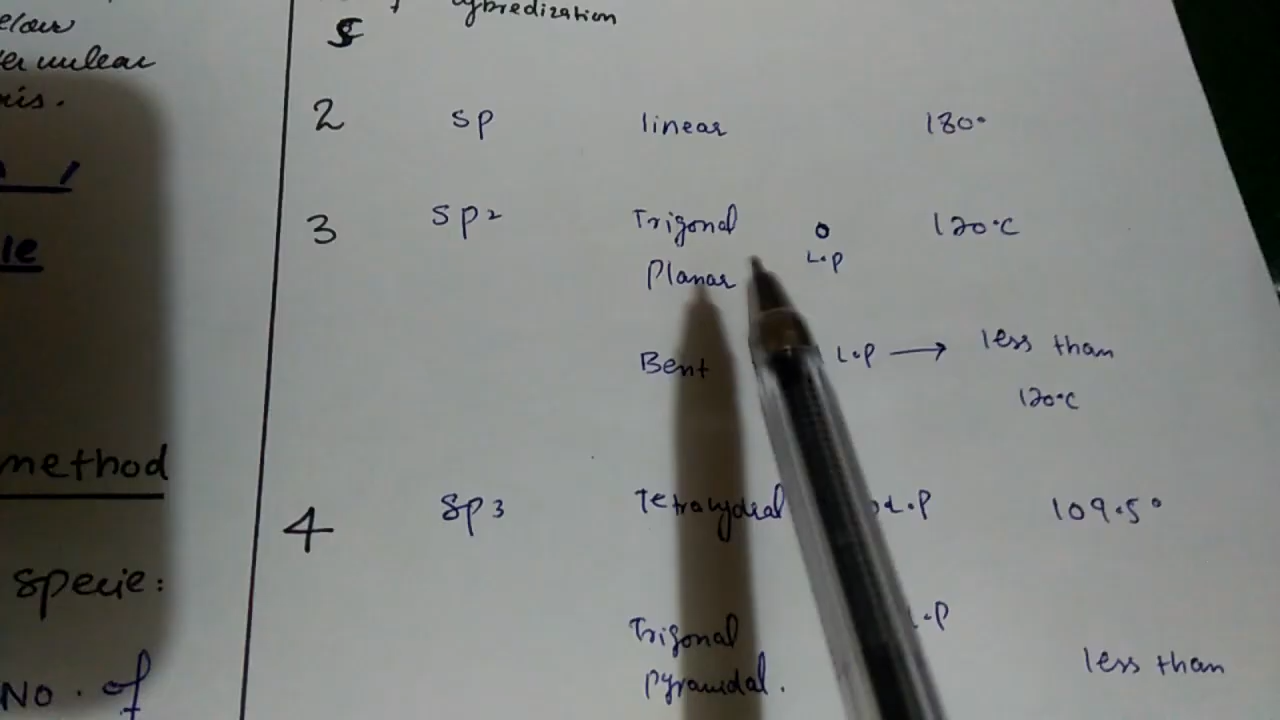 hybredization
S
2 sp linear 180°
3 sp2 Trigonal 0 120°C
Planar L.P
Bent L.P → less than
120°C
4 sp3 Tetrahydral L.P 109.5°
Trigonal L.P
pyramidal. less than
method
specie:
No. of